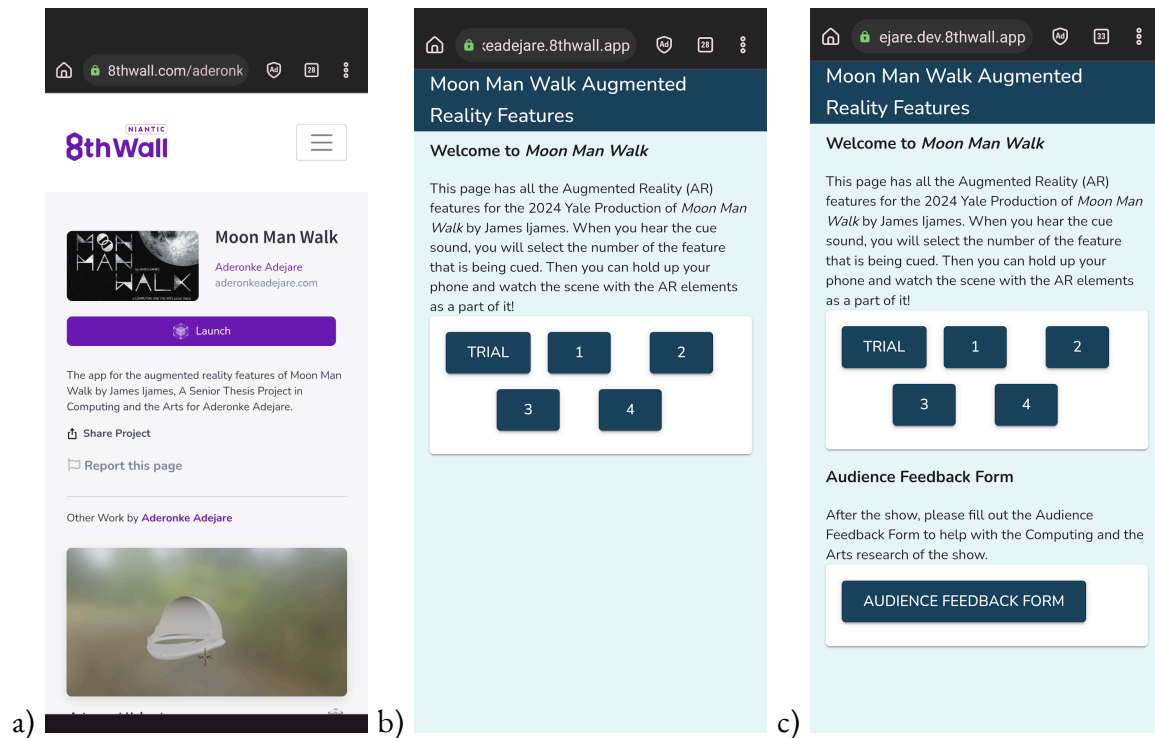 8thwall.com/aderonk
Ad
28
NIANTIC
8th Wall
MOON
MAN
WALK
Moon Man Walk
Aderonke Adejare
aderonkeadejare.com
Launch
The app for the augmented reality features of Moon Man
Walk by James Ijames, A Senior Thesis Project in
Computing and the Arts for Aderonke Adejare.
Share Project
Report this page
Other Work by Aderonke Adejare
a)
keadejare.8thwall.app
Ad
28
Moon Man Walk Augmented
Reality Features
Welcome to Moon Man Walk
This page has all the Augmented Reality (AR)
features for the 2024 Yale Production of Moon Man
Walk by James Ijames. When you hear the cue
sound, you will select the number of the feature
that is being cued. Then you can hold up your
phone and watch the scene with the AR elements
as a part of it!
TRIAL
1
2
3
4
b)
ejare.dev.8thwall.app
Ad
33
Moon Man Walk Augmented
Reality Features
Welcome to Moon Man Walk
This page has all the Augmented Reality (AR)
features for the 2024 Yale Production of Moon Man
Walk by James Ijames. When you hear the cue
sound, you will select the number of the feature
that is being cued. Then you can hold up your
phone and watch the scene with the AR elements
as a part of it!
TRIAL
1
2
3
4
Audience Feedback Form
After the show, please fill out the Audience
Feedback Form to help with the Computing and the
Arts research of the show.
AUDIENCE FEEDBACK FORM
c)